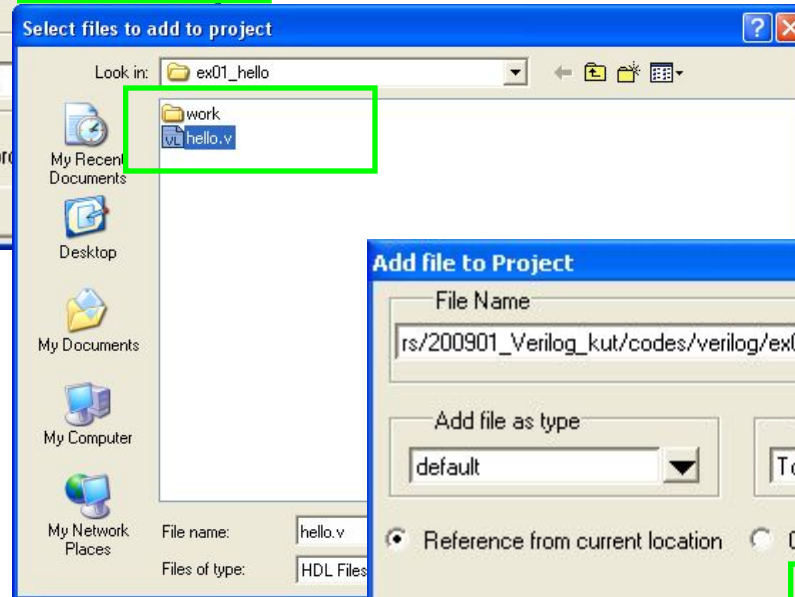 Select files to add to project
Look in: ex01_hello
work
hello.v
My Recent
Documents
Desktop
My Documents
My Computer
My Network
Places
File name: hello.v
Files of type: HDL Files
Add file to Project
File Name
rs/200901_Verilog_kut/codes/verilog/ex0
Add file as type
default
Reference from current location